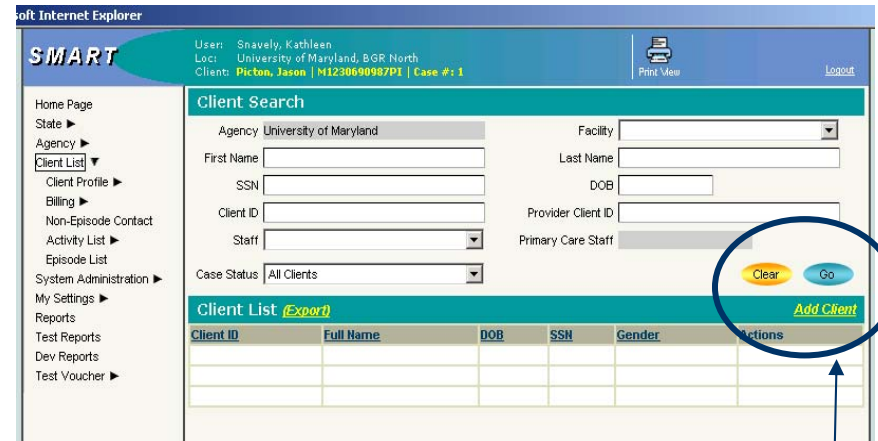 oft Internet Explorer
SMART
User: Snavely, Kathleen
Loc: University of Maryland, BGR North
Client: Picton, Jason | M1230690987PI | Case #: 1
Print View
Logout
Home Page
State ▶
Agency ▶
Client List ▼
Client Profile ▶
Billing ▶
Non-Episode Contact
Activity List ▶
Episode List
System Administration ▶
My Settings ▶
Reports
Test Reports
Dev Reports
Test Voucher ▶
Client Search
Agency University of Maryland Facility
First Name Last Name
SSN DOB
Client ID Provider Client ID
Staff Primary Care Staff
Case Status All Clients Clear Go
Client List (Export) Add Client
Client ID Full Name DOB SSN Gender Actions